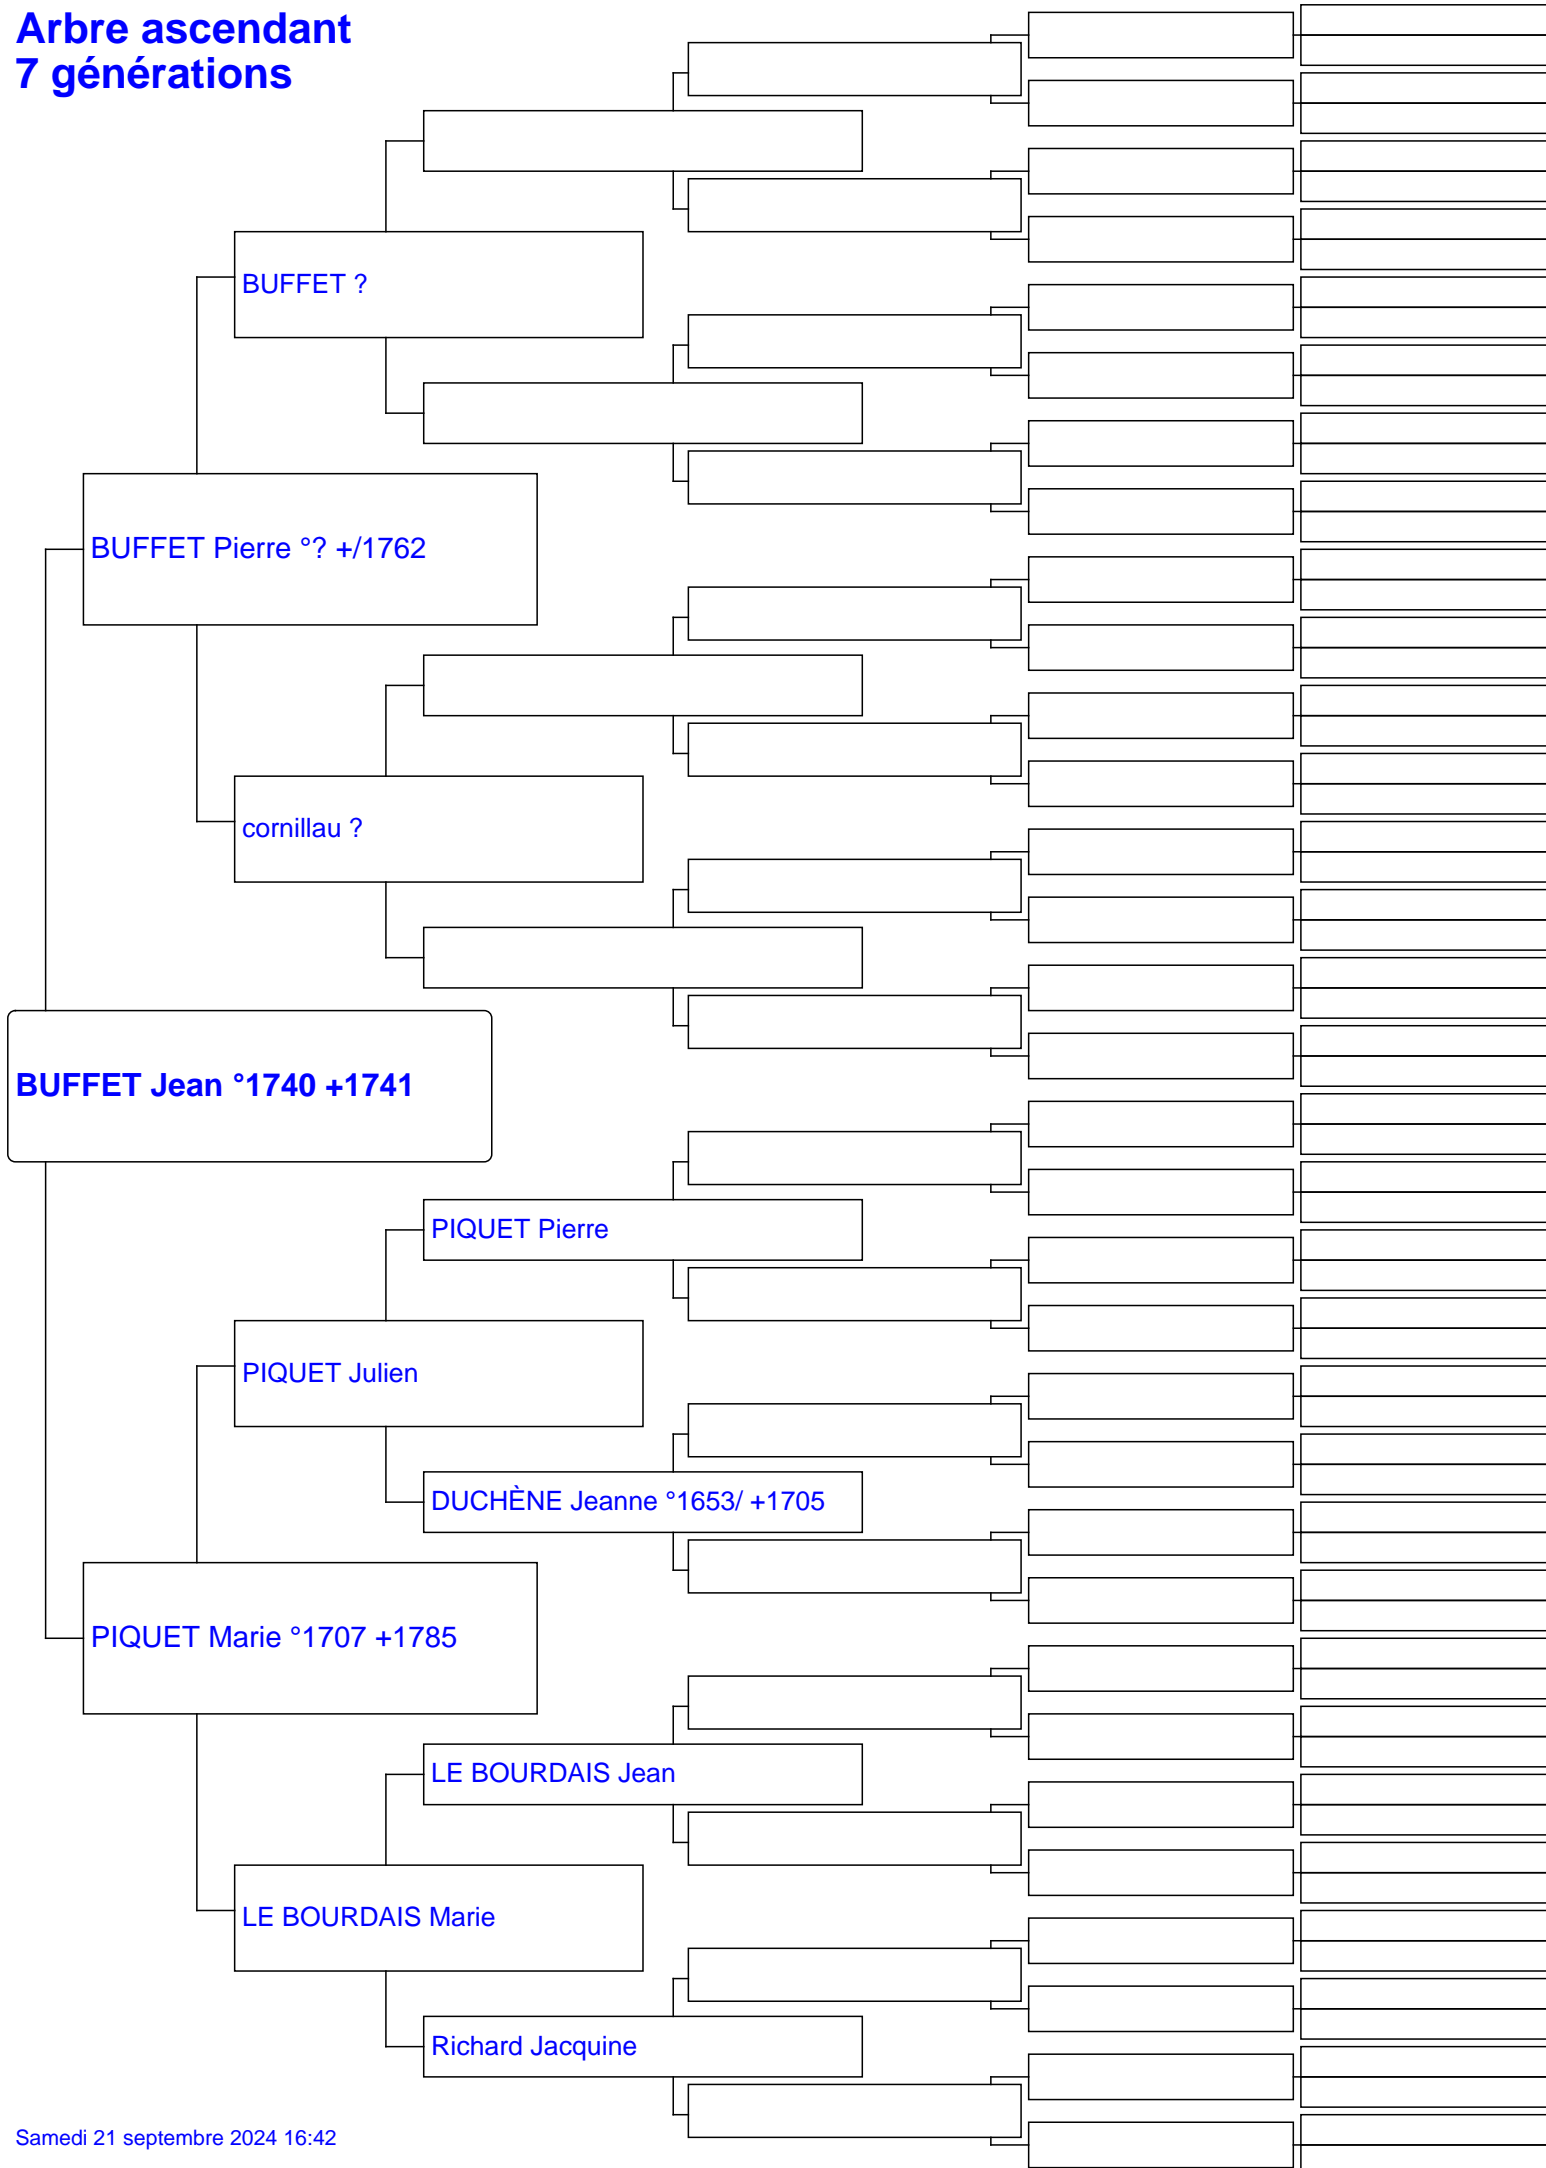 Arbre ascendant
7 générations
BUFFET ?
BUFFET Pierre °? +/1762
cornillau ?
BUFFET Jean °1740 +1741
PIQUET Pierre
PIQUET Julien
DUCHÈNE Jeanne °1653/ +1705
PIQUET Marie °1707 +1785
LE BOURDAIS Jean
LE BOURDAIS Marie
Richard Jacquine
Samedi 21 septembre 2024 16:42